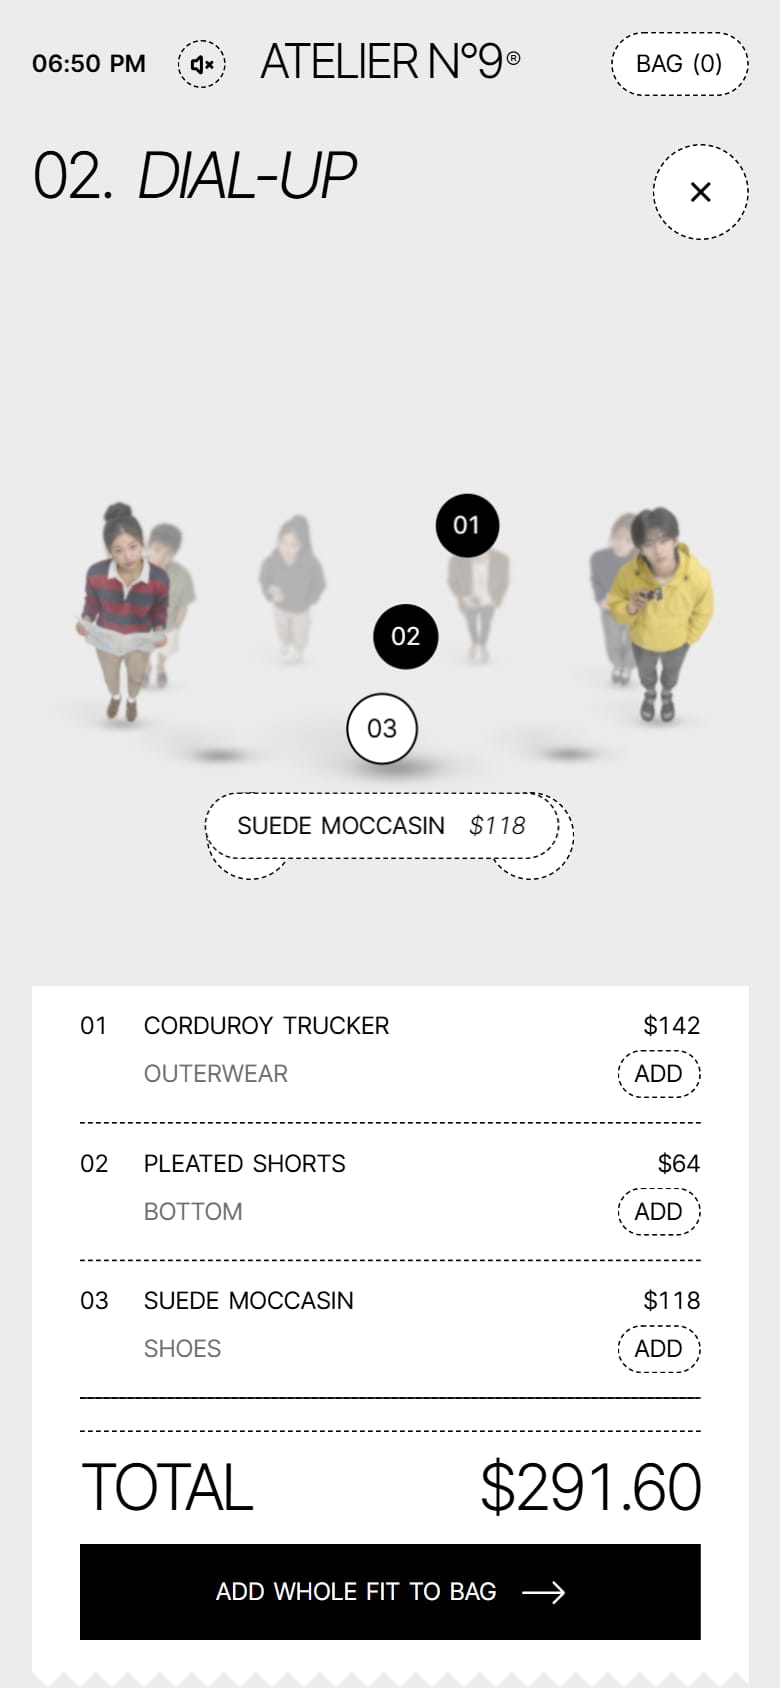 06:50 PM
ATELIER N°9®
BAG (0)
02. DIAL-UP
01
02
03
SUEDE MOCCASIN $118
01 CORDUROY TRUCKER $142
OUTERWEAR ADD
02 PLEATED SHORTS $64
BOTTOM ADD
03 SUEDE MOCCASIN $118
SHOES ADD
TOTAL $291.60
ADD WHOLE FIT TO BAG